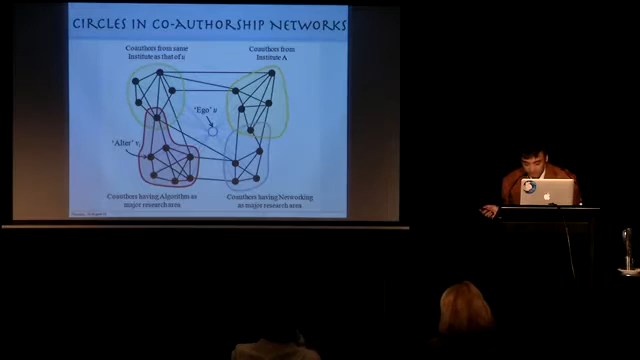 CIRCLES IN CO-AUTHORSHIP NETWORKS
Coauthors from same
Institute as that of u
Coauthors from
Institute A
'Ego' u
'Alter' v
Coauthors having Algorithm as
major research area
Coauthors having Networking
as major research area